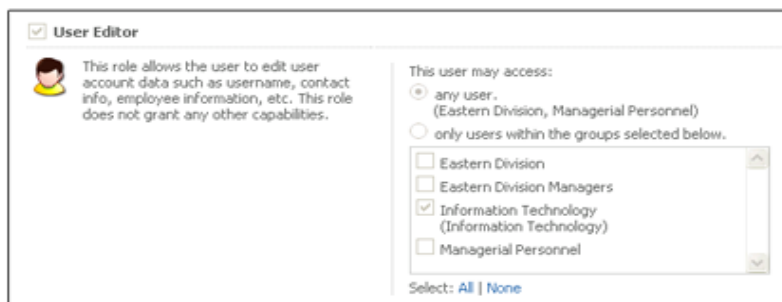 User Editor
This role allows the user to edit user
account data such as username, contact
info, employee information, etc. This role
does not grant any other capabilities.
This user may access:
any user.
(Eastern Division, Managerial Personnel)
only users within the groups selected below.
Eastern Division
Eastern Division Managers
Information Technology
(Information Technology)
Managerial Personnel
Select: All | None